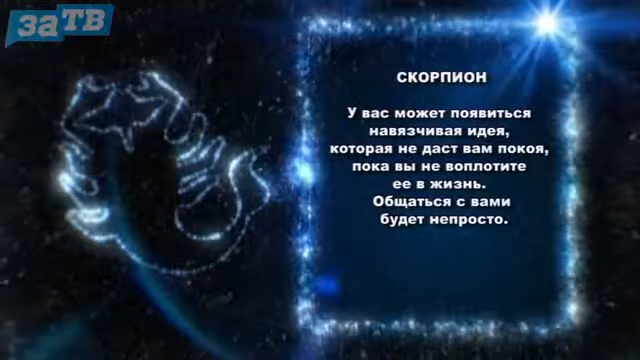 заТВ
СКОРПИОН
У вас может появиться
навязчивая идея,
которая не даст вам покоя,
пока вы не воплотите
ее в жизнь.
Общаться с вами
будет непросто.